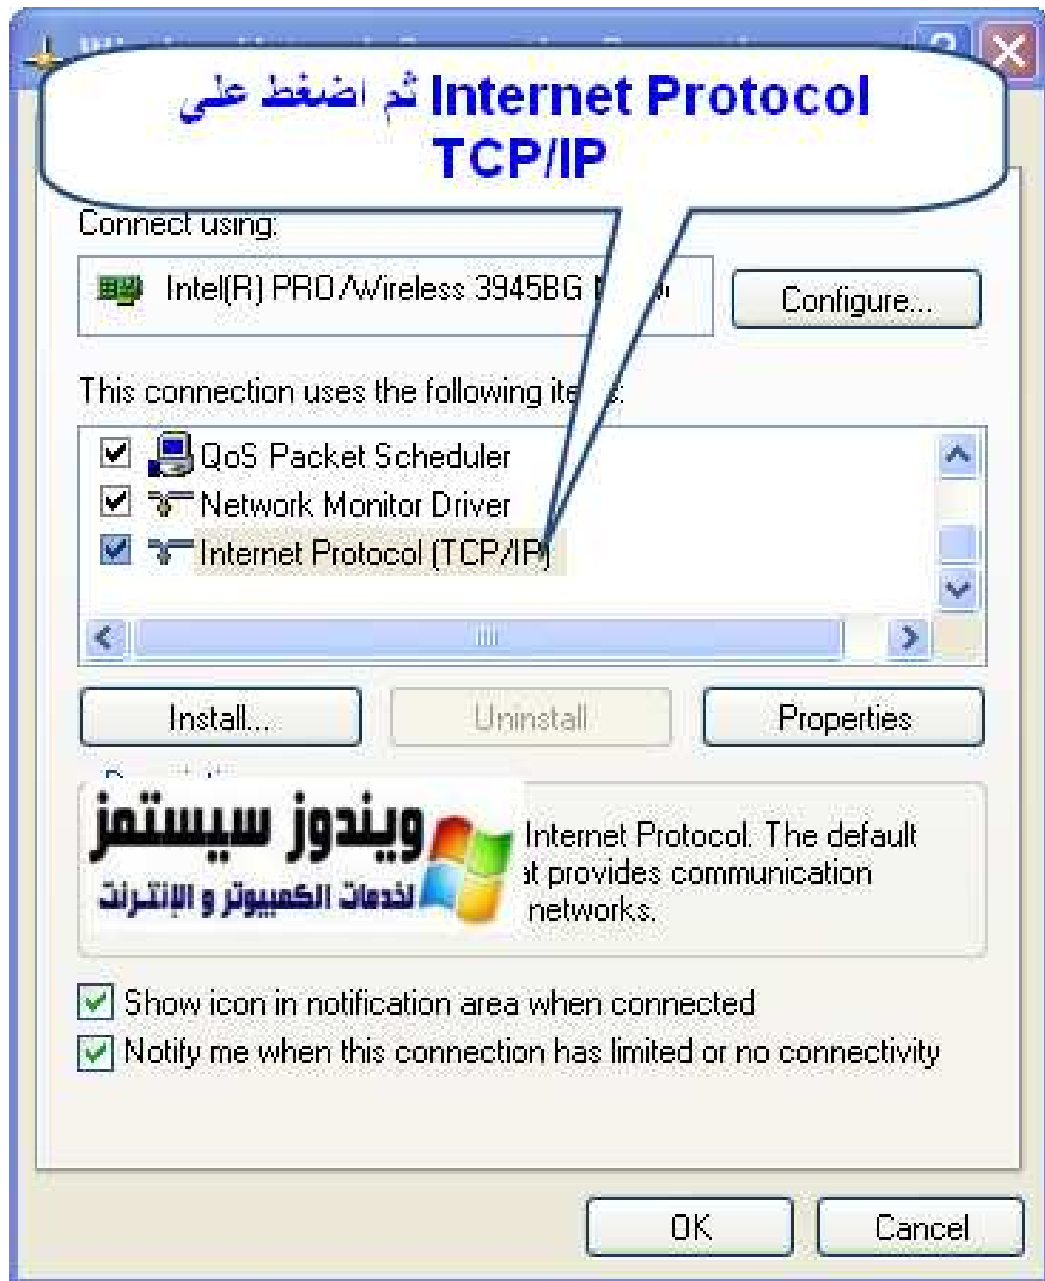 ثم اضغط على Internet Protocol
TCP/IP
Connect using:
Intel(R) PRO/Wireless 3945BG
Configure...
This connection uses the following
QoS Packet Scheduler
Network Monitor Driver
Internet Protocol (TCP/IP)
Install...
Uninstall
Properties
ويندوز سيستمز
لخدمات الكمبيوتر و الإنترنت
Internet Protocol. The default
provides communication
networks.
Show icon in notification area when connected
Notify me when this connection has limited or no connectivity
OK
Cancel